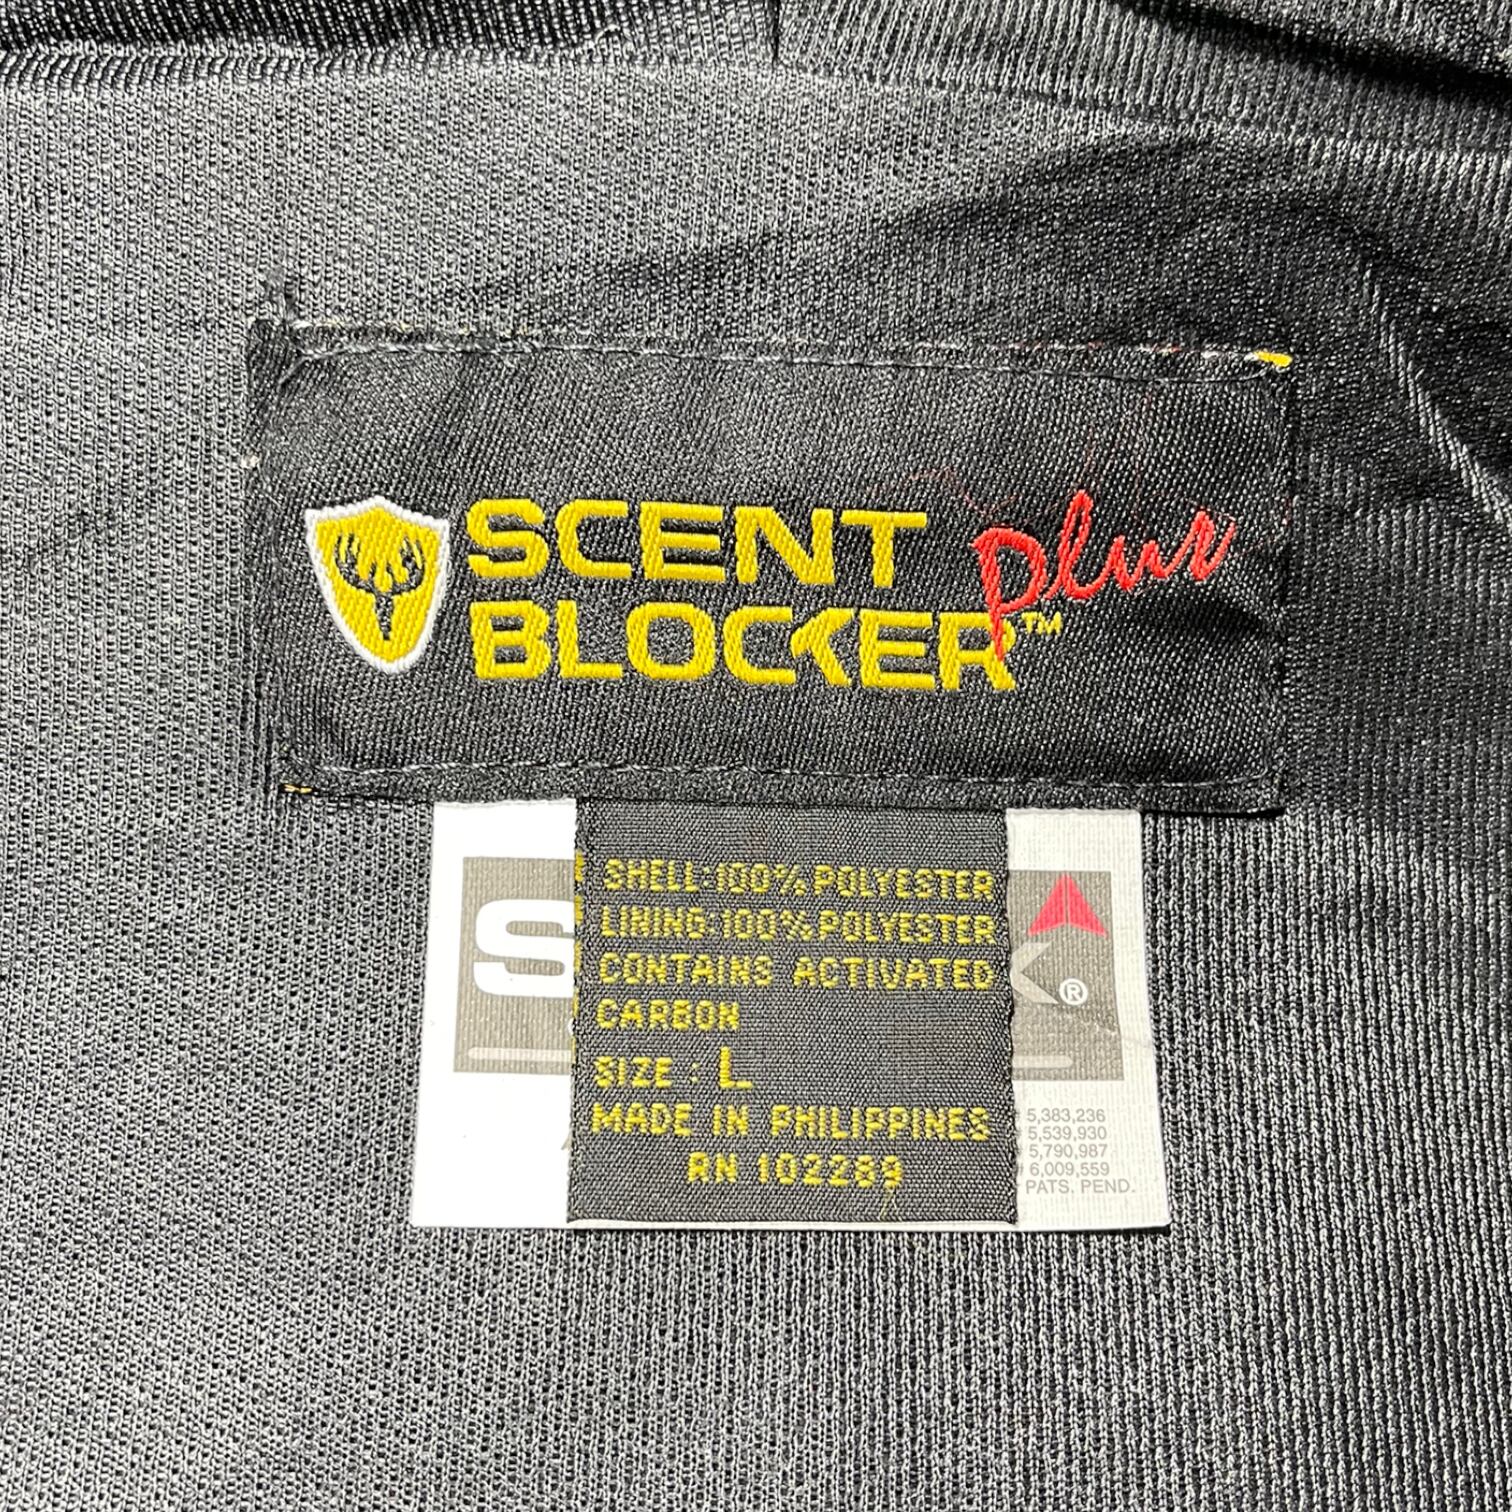 SCENT plus
BLOCKER™
SHELL:100% POLYESTER
LINING:100% POLYESTER
CONTAINS ACTIVATED
CARBON
SIZE : L
MADE IN PHILIPPINES
RN 102289
S K®
5,383,236
5,539,930
5,790,987
6,009,559
PATS. PEND.